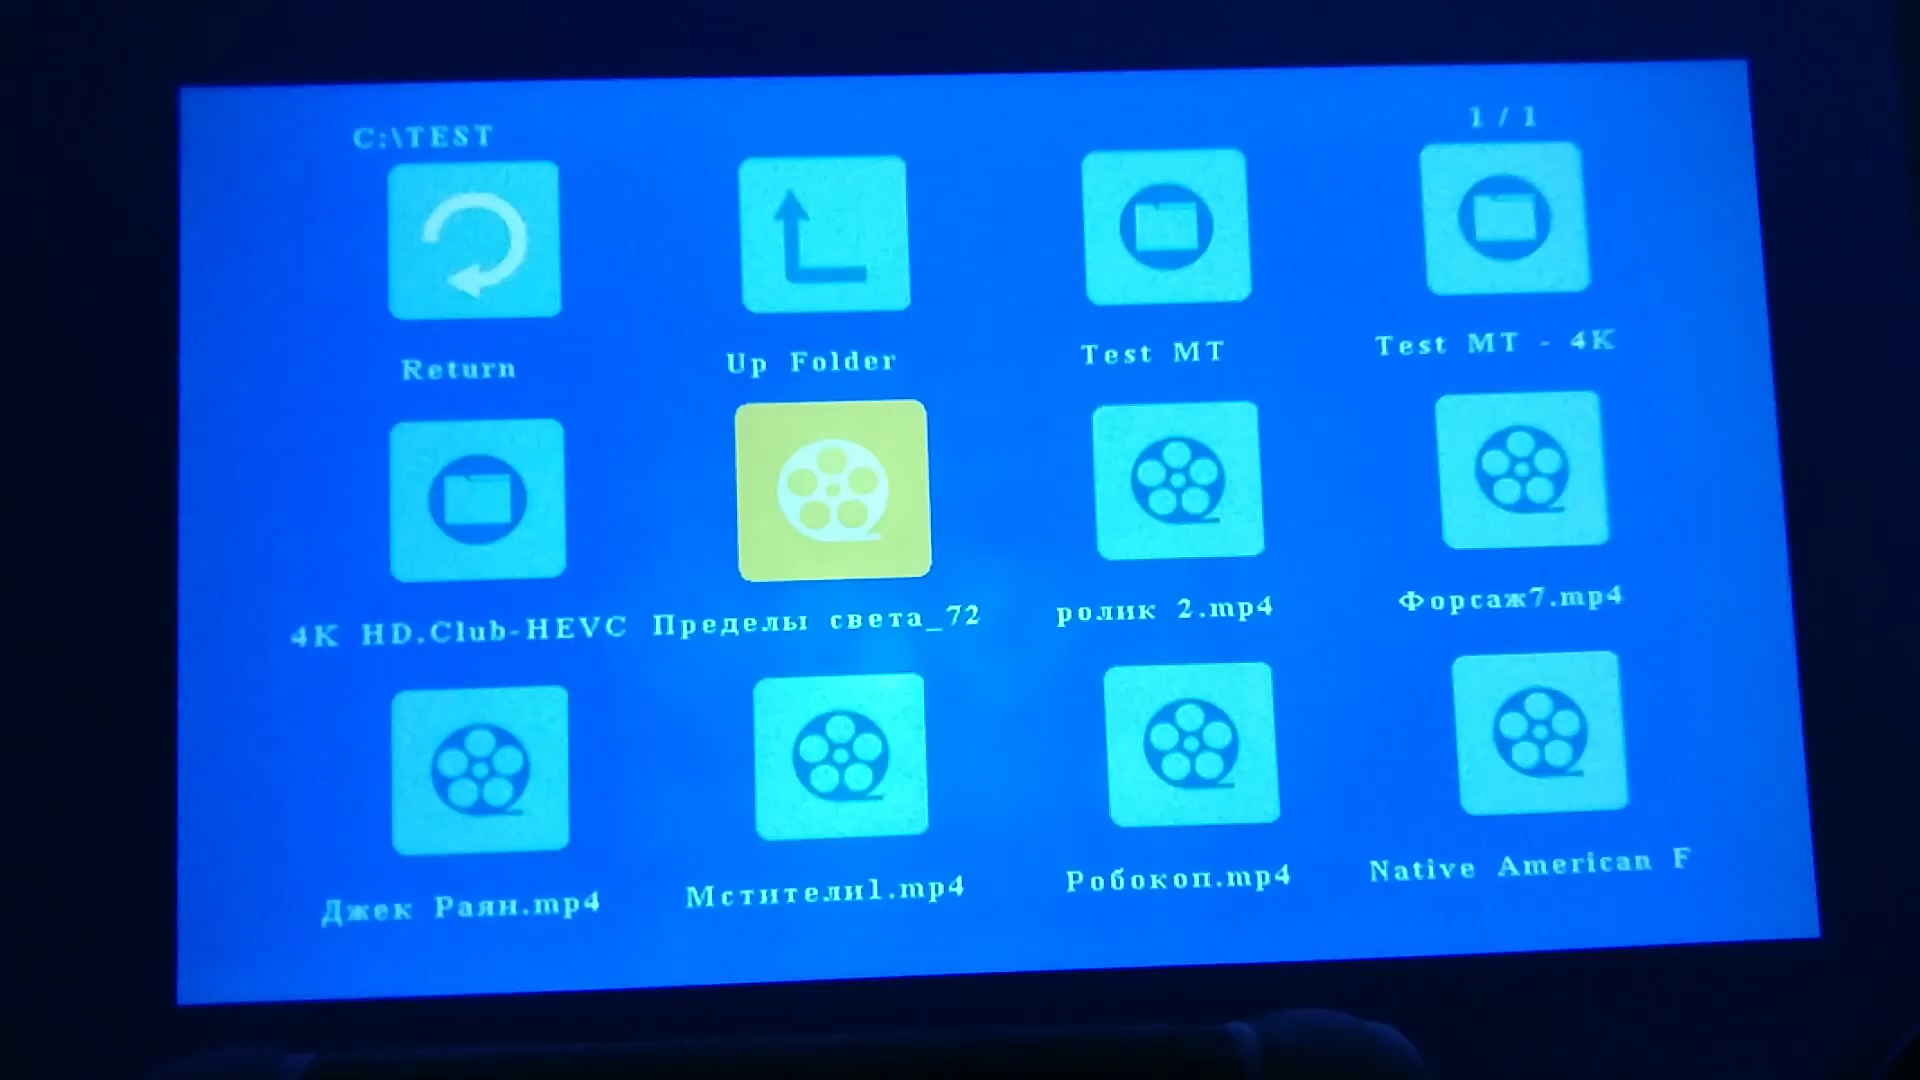 C:\TEST
1 / 1
Return
Up Folder
Test MT
Test MT - 4K
4K HD.Club-HEVC
Пределы света_72
ролик 2.mp4
Форсаж7.mp4
Джек Раян.mp4
Мстители1.mp4
Робокоп.mp4
Native American F